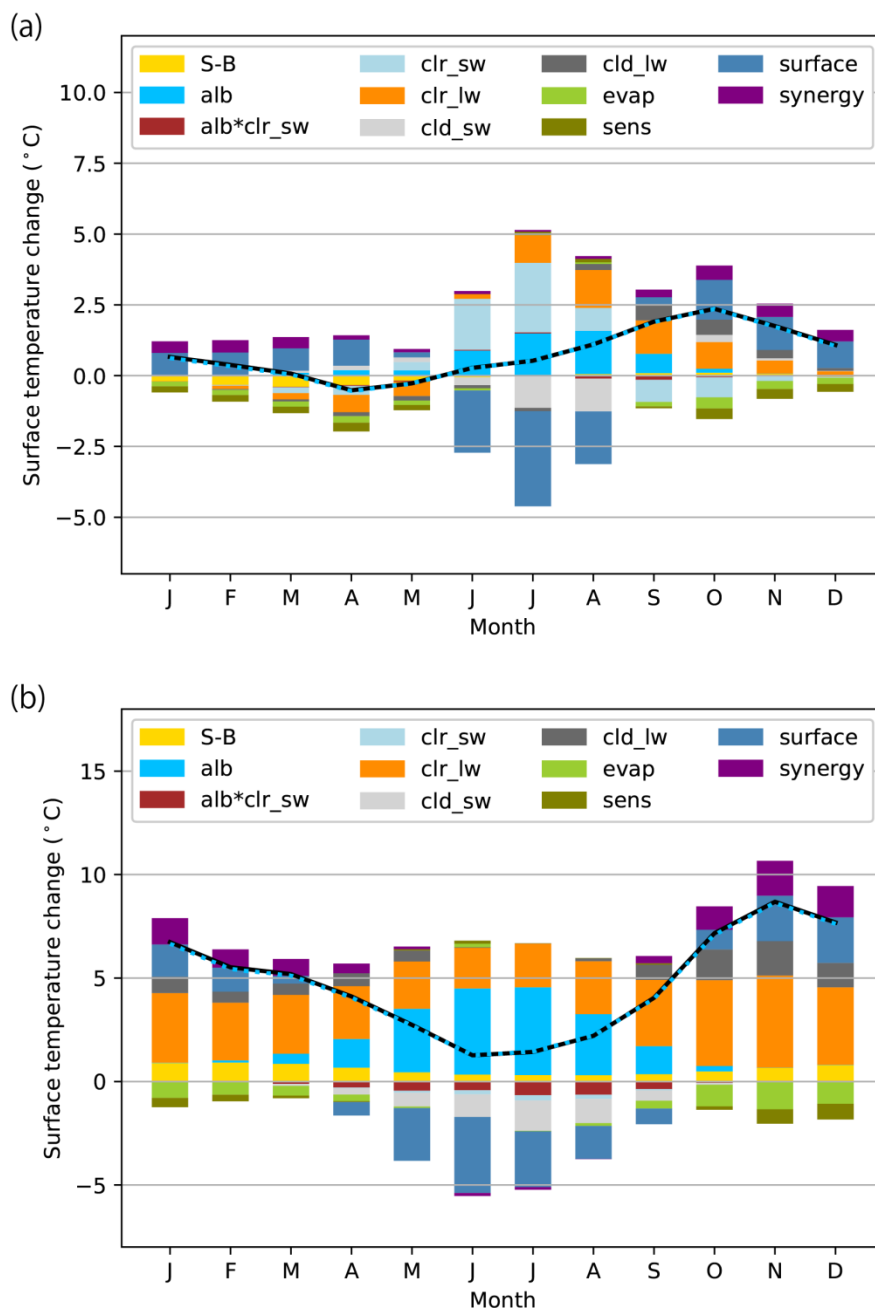 (a)
S-B clr_sw cld_lw surface
alb clr_lw evap synergy
alb*clr_sw cld_sw sens
Surface temperature change (°C)
10.0
7.5
5.0
2.5
0.0
−2.5
−5.0
J F M A M J J A S O N D
Month
(b)
S-B clr_sw cld_lw surface
alb clr_lw evap synergy
alb*clr_sw cld_sw sens
Surface temperature change (°C)
15
10
5
0
−5
J F M A M J J A S O N D
Month